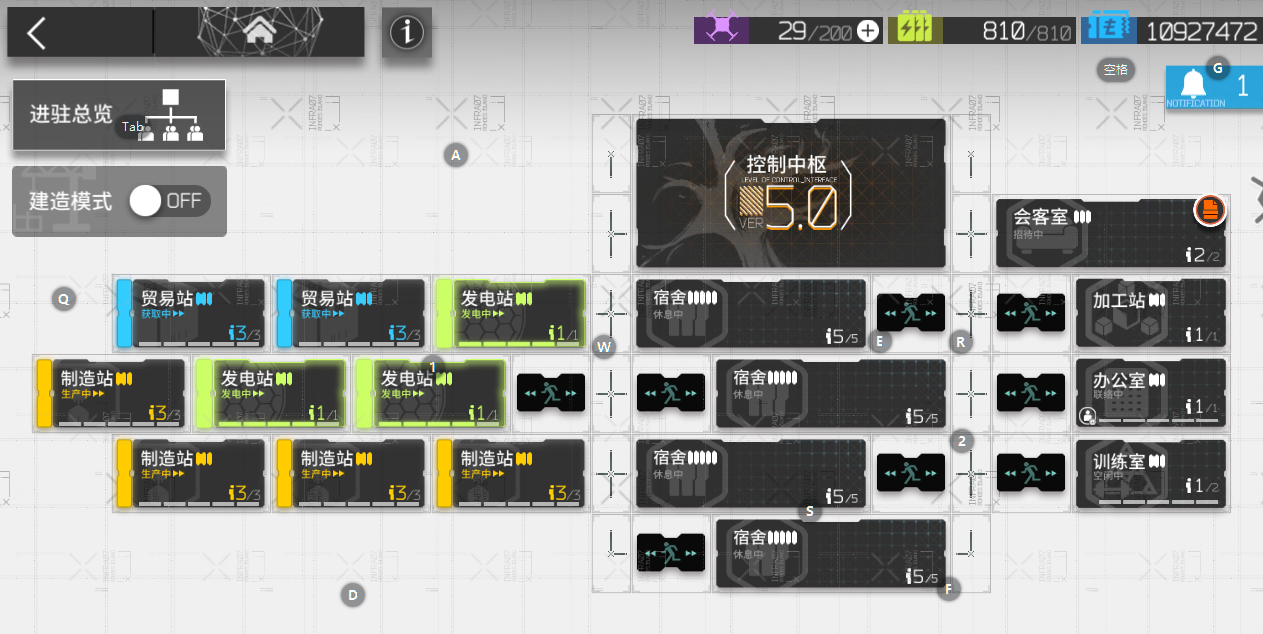 29/200
810/810
10927472
空格
G
NOTIFICATION
1
进驻总览
Tab
建造模式
OFF
A
控制中枢
LEVEL OF CONTROL_INTERFACE
VER 5.0
会客室
招待中
2/2
Q
贸易站
获取中
3/3
贸易站
获取中
3/3
发电站
发电中
1/1
宿舍
休息中
5/5
加工站
1/1
W
E
R
制造站
生产中
3/3
发电站
发电中
1/1
发电站
发电中
1/1
1
宿舍
休息中
5/5
办公室
联络中
1/1
制造站
生产中
3/3
制造站
生产中
3/3
制造站
生产中
3/3
宿舍
休息中
5/5
2
训练室
空闲中
1/2
S
宿舍
休息中
5/5
D
F